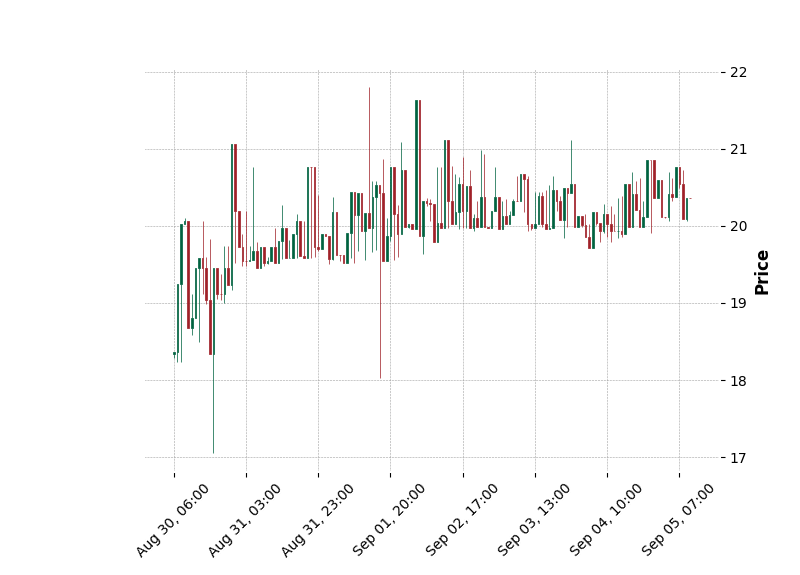 22
21
20
19
18
17
Price
Aug 30, 06:00
Aug 31, 03:00
Aug 31, 23:00
Sep 01, 20:00
Sep 02, 17:00
Sep 03, 13:00
Sep 04, 10:00
Sep 05, 07:00